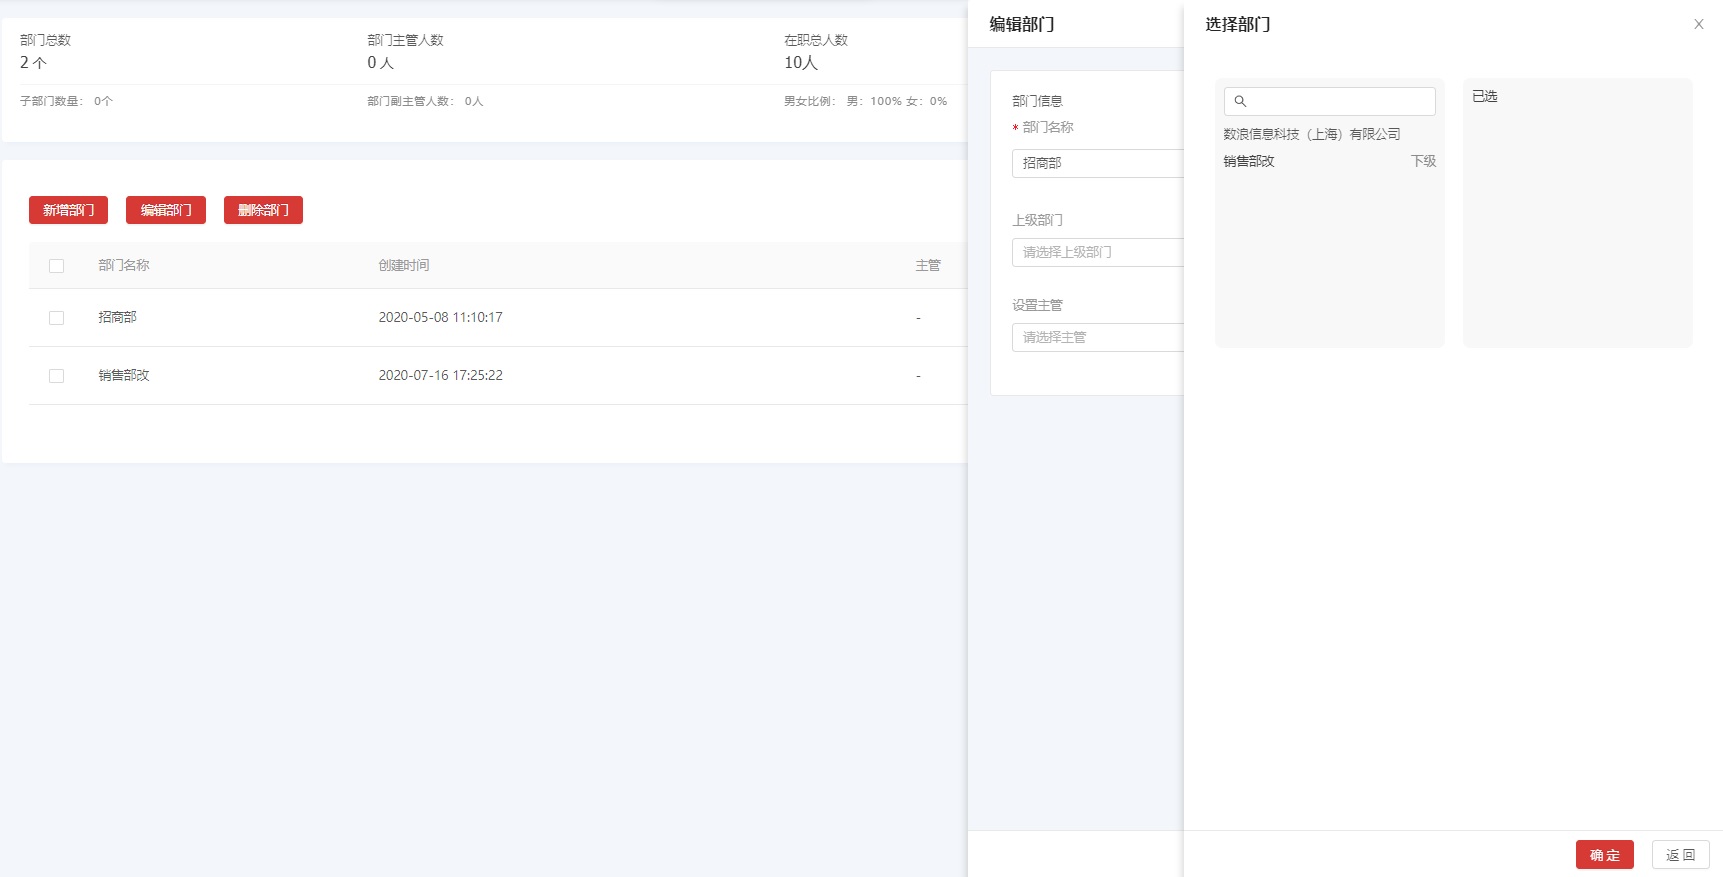 部门总数
2 个
子部门数量： 0个
部门主管人数
0 人
部门副主管人数： 0人
在职总人数
10人
男女比例： 男：100% 女：0%
新增部门 编辑部门 删除部门
部门名称 创建时间 主管
招商部 2020-05-08 11:10:17 -
销售部改 2020-07-16 17:25:22 -
编辑部门
部门信息
* 部门名称
招商部
上级部门
请选择上级部门
设置主管
请选择主管
选择部门
数浪信息科技（上海）有限公司
销售部改 下级
已选
确 定 返 回